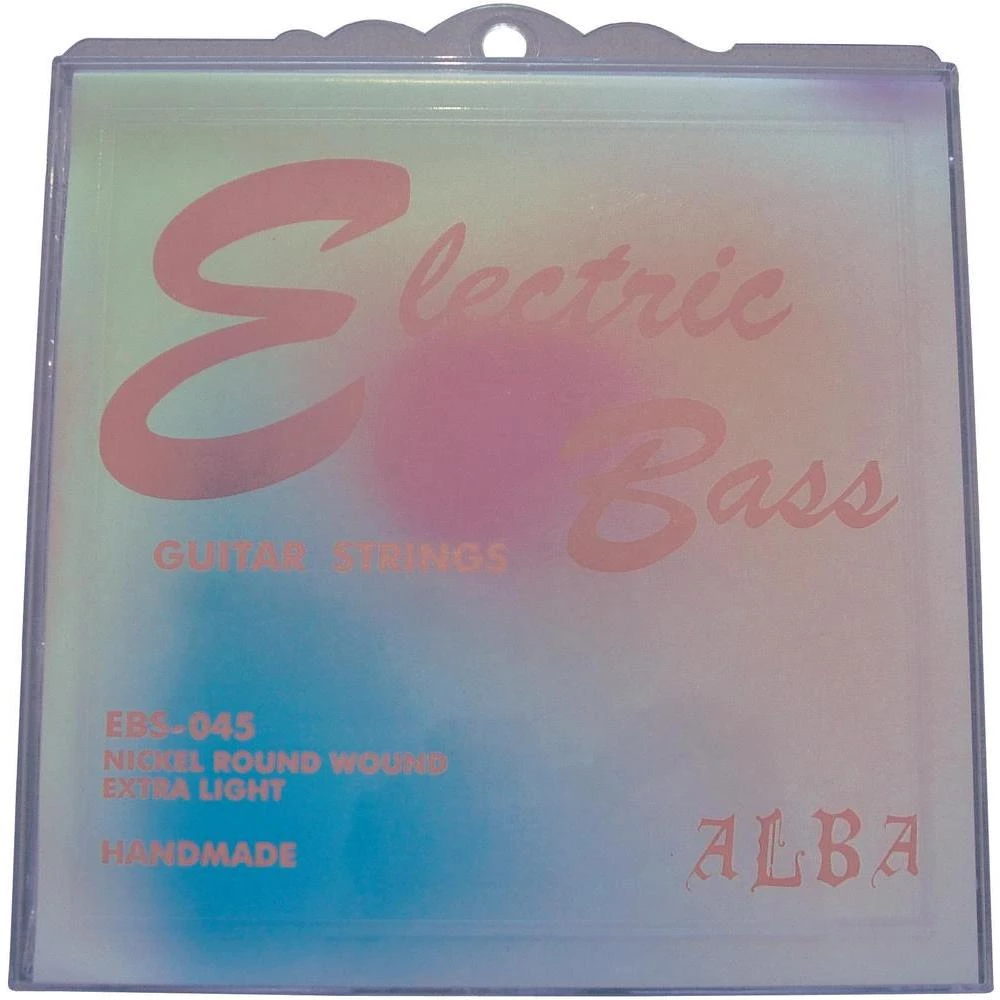 Electric
Bass
GUITAR STRINGS
EBS-045
NICKEL ROUND WOUND
EXTRA LIGHT
HANDMADE
ALBA